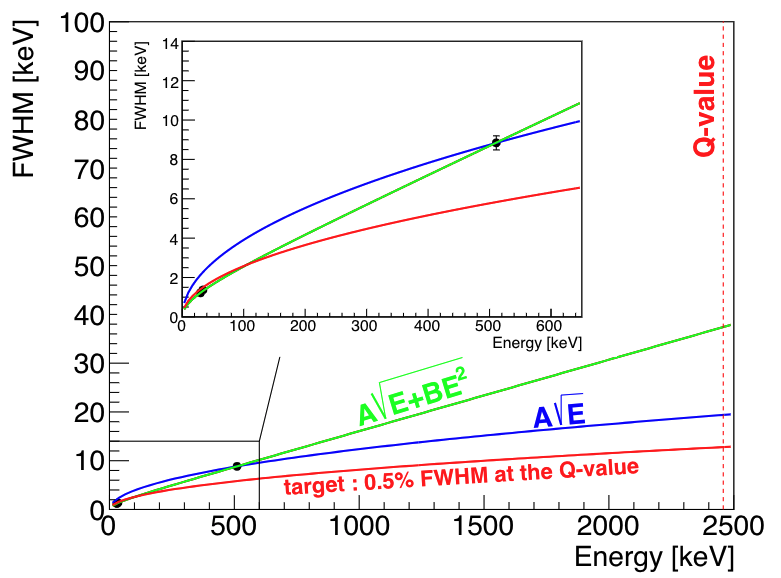 FWHM [keV]
100
90
80
70
60
50
40
30
20
10
0
FWHM [keV]
14
12
10
8
6
4
2
0
0 100 200 300 400 500 600
Energy [keV]
Q-value
A√E+BE²
A√E
target : 0.5% FWHM at the Q-value
0 500 1000 1500 2000 2500
Energy [keV]